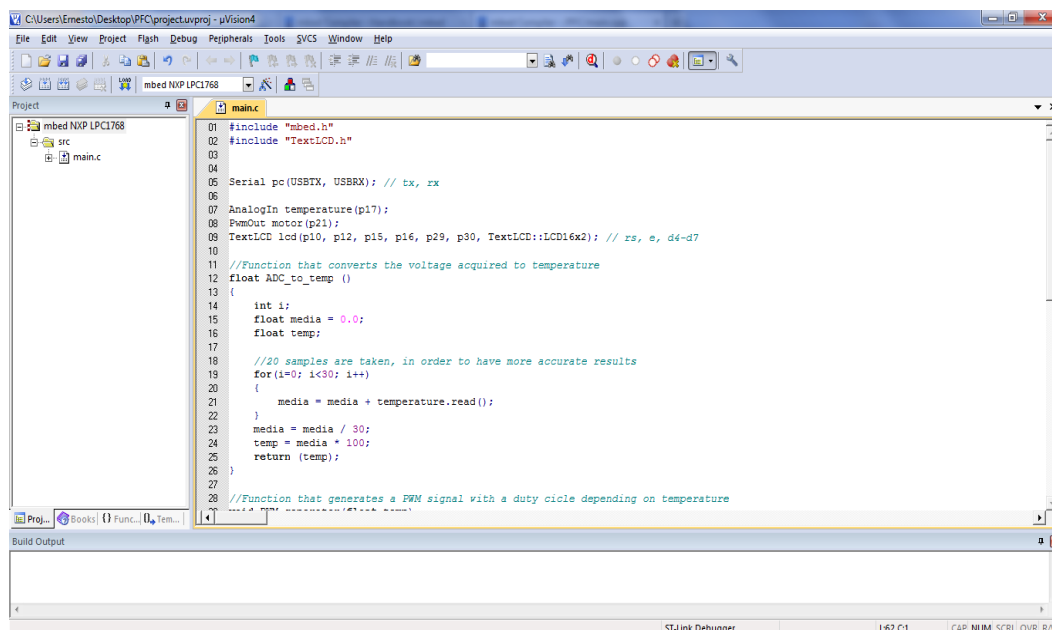 C:\Users\Ernesto\Desktop\PFC\project.uvproj - µVision4
File Edit View Project Flash Debug Peripherals Tools SVCS Window Help
LOAD
mbed NXP LPC1768
Project
main.c
mbed NXP LPC1768
src
main.c
01 #include "mbed.h"
02 #include "TextLCD.h"
03
04
05 Serial pc(USBTX, USBRX); // tx, rx
06
07 AnalogIn temperature(p17);
08 PwmOut motor(p21);
09 TextLCD lcd(p10, p12, p15, p16, p29, p30, TextLCD::LCD16x2); // rs, e, d4-d7
10
11 //Function that converts the voltage acquired to temperature
12 float ADC_to_temp ()
13 {
14 int i;
15 float media = 0.0;
16 float temp;
17
18 //20 samples are taken, in order to have more accurate results
19 for(i=0; i<30; i++)
20 {
21 media = media + temperature.read();
22 }
23 media = media / 30;
24 temp = media * 100;
25 return (temp);
26 }
27
28 //Function that generates a PWM signal with a duty cicle depending on temperature
Proj... Books {} Func... Tem...
Build Output
ST-Link Debugger L:62 C:1 CAP NUM SCRL OVR R/